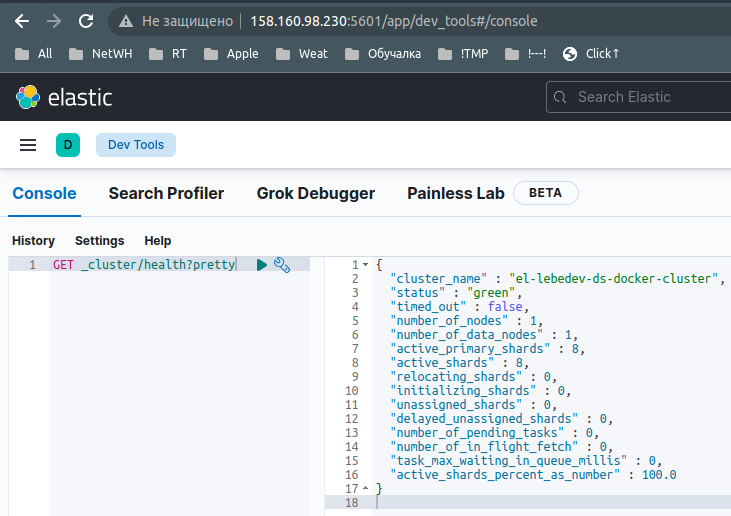 Не защищено 158.160.98.230:5601/app/dev_tools#/console
All NetWH RT Apple Weat Обучалка !TMP !---! Click↑
elastic Search Elastic
D Dev Tools
Console Search Profiler Grok Debugger Painless Lab BETA
History Settings Help
1 GET _cluster/health?pretty
1 {
2 "cluster_name" : "el-lebedev-ds-docker-cluster",
3 "status" : "green",
4 "timed_out" : false,
5 "number_of_nodes" : 1,
6 "number_of_data_nodes" : 1,
7 "active_primary_shards" : 8,
8 "active_shards" : 8,
9 "relocating_shards" : 0,
10 "initializing_shards" : 0,
11 "unassigned_shards" : 0,
12 "delayed_unassigned_shards" : 0,
13 "number_of_pending_tasks" : 0,
14 "number_of_in_flight_fetch" : 0,
15 "task_max_waiting_in_queue_millis" : 0,
16 "active_shards_percent_as_number" : 100.0
17 }
18